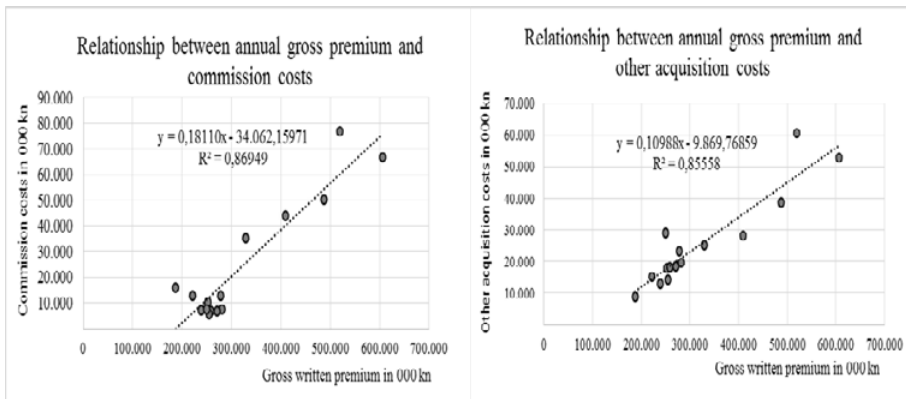 Relationship between annual gross premium and
commission costs
Commission costs in 000 kn
90.000
80.000
70.000
60.000
50.000
40.000
30.000
20.000
10.000
y = 0,18110x - 34.062,15971
R² = 0,86949
0 100.000 200.000 300.000 400.000 500.000 600.000 700.000
Gross written premium in 000 kn
Relationship between annual gross premium and
other acquisition costs
Other acquisition costs in 000 kn
70.000
60.000
50.000
40.000
30.000
20.000
10.000
y = 0,10988x - 9.869,76859
R² = 0,85558
0 100.000 200.000 300.000 400.000 500.000 600.000 700.000
Gross written premium in 000 kn